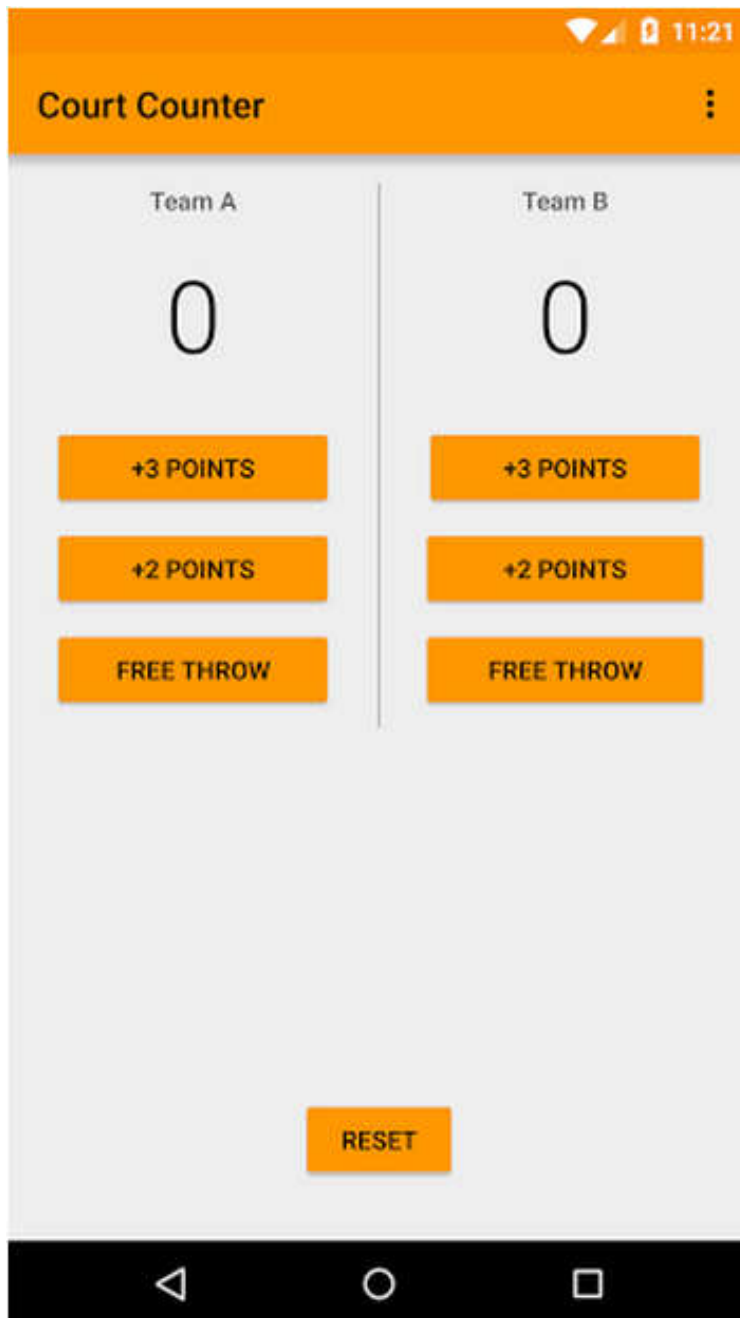 11:21
Court Counter
Team A
Team B
0
0
+3 POINTS
+3 POINTS
+2 POINTS
+2 POINTS
FREE THROW
FREE THROW
RESET